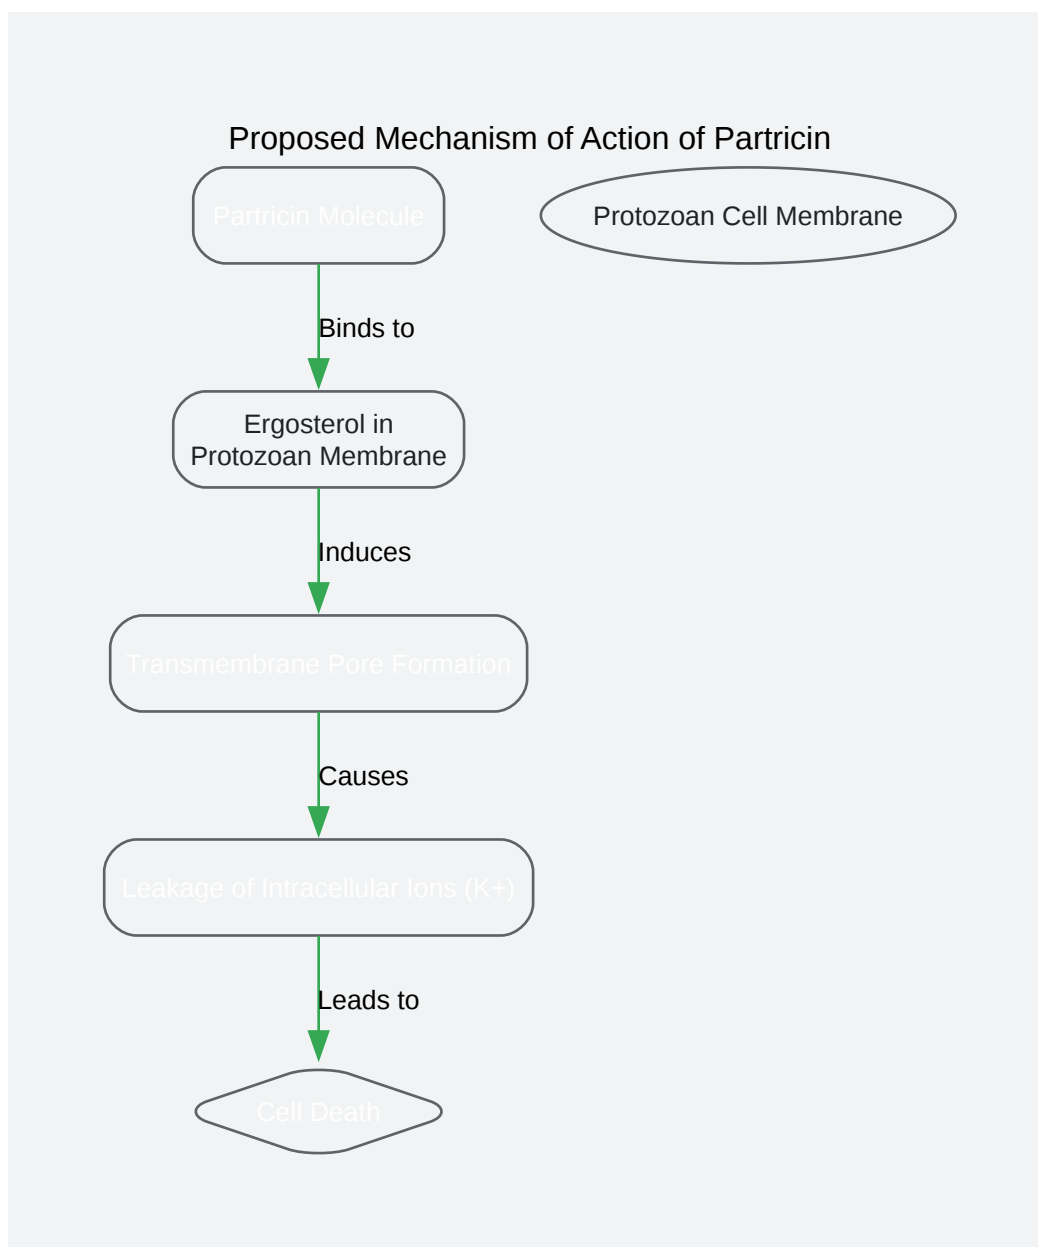 Proposed Mechanism of Action of Partricin
Partricin Molecule
Protozoan Cell Membrane
Binds to
Ergosterol in
Protozoan Membrane
Induces
Transmembrane Pore Formation
Causes
Leakage of Intracellular Ions (K+)
Leads to
Cell Death